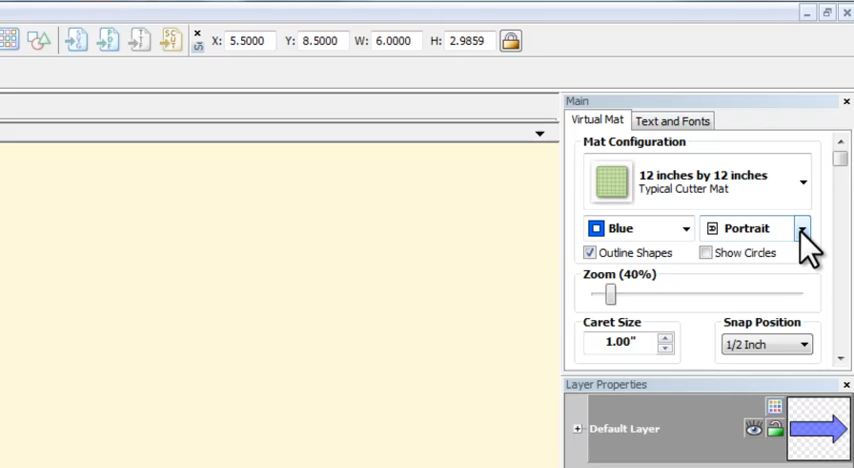 X: 5.5000 Y: 8.5000 W: 6.0000 H: 2.9859
Main
Virtual Mat Text and Fonts
Mat Configuration
12 inches by 12 inches
Typical Cutter Mat
Blue Portrait
Outline Shapes Show Circles
Zoom (40%)
Caret Size Snap Position
1.00" 1/2 Inch
Layer Properties
Default Layer